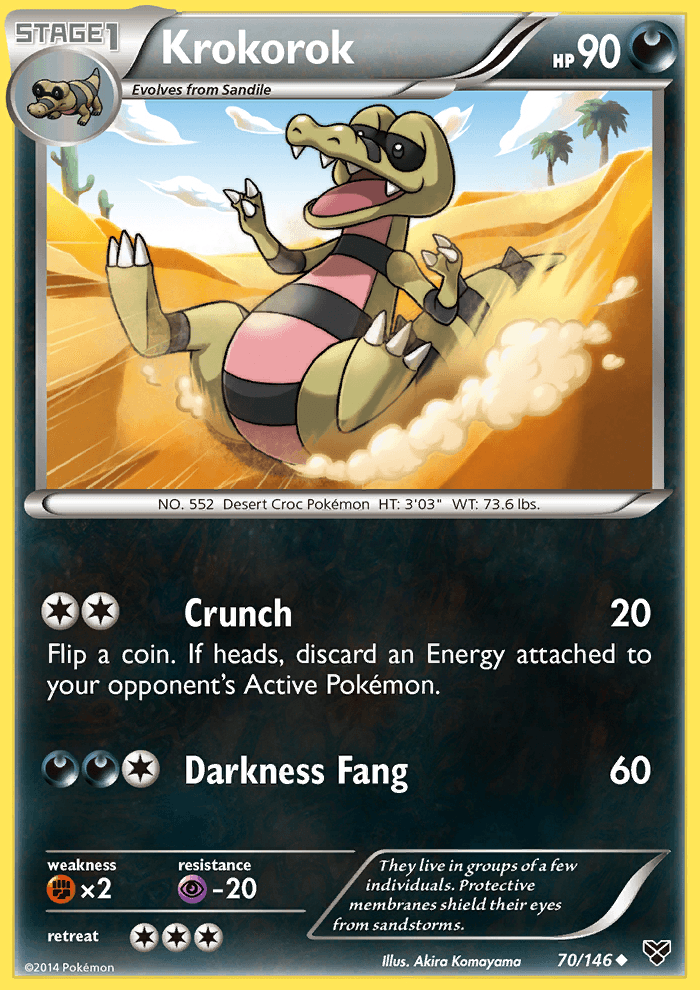 STAGE1
Krokorok
HP 90
Evolves from Sandile
NO. 552 Desert Croc Pokémon HT: 3'03" WT: 73.6 lbs.
Crunch 20
Flip a coin. If heads, discard an Energy attached to
your opponent's Active Pokémon.
Darkness Fang 60
weakness resistance
×2 -20
They live in groups of a few
individuals. Protective
membranes shield their eyes
from sandstorms.
retreat
©2014 Pokémon
Illus. Akira Komayama 70/146